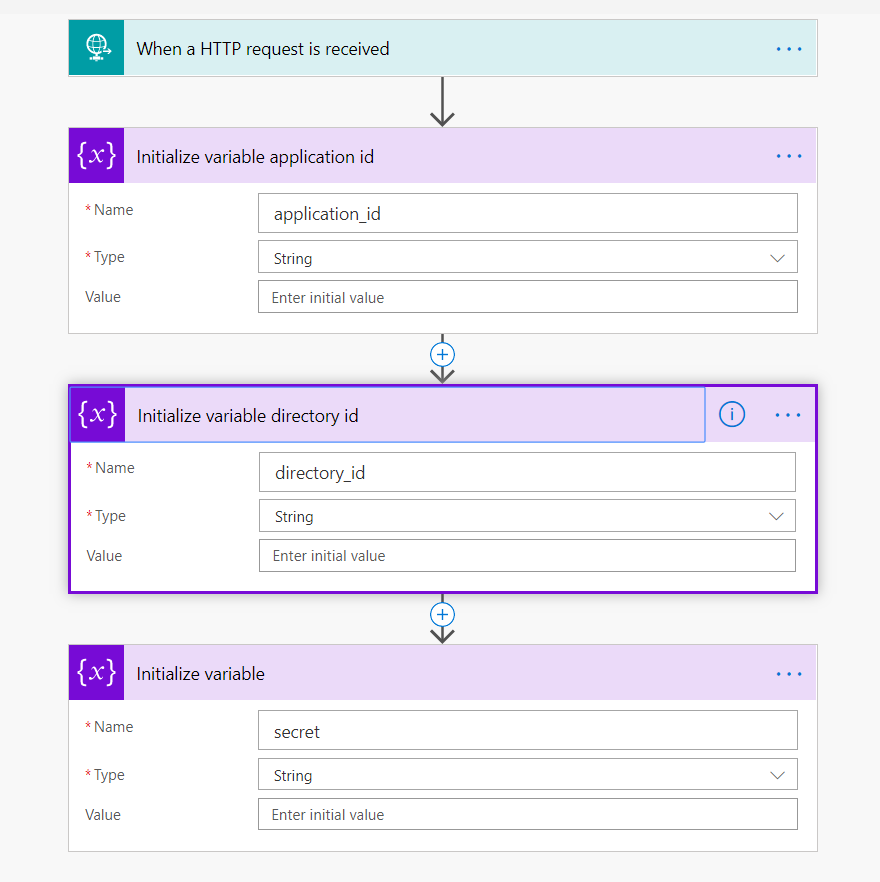 When a HTTP request is received
...
{x} Initialize variable application id
...
* Name
application_id
* Type
String
Value
Enter initial value
{x} Initialize variable directory id
i
...
* Name
directory_id
* Type
String
Value
Enter initial value
{x} Initialize variable
...
* Name
secret
* Type
String
Value
Enter initial value